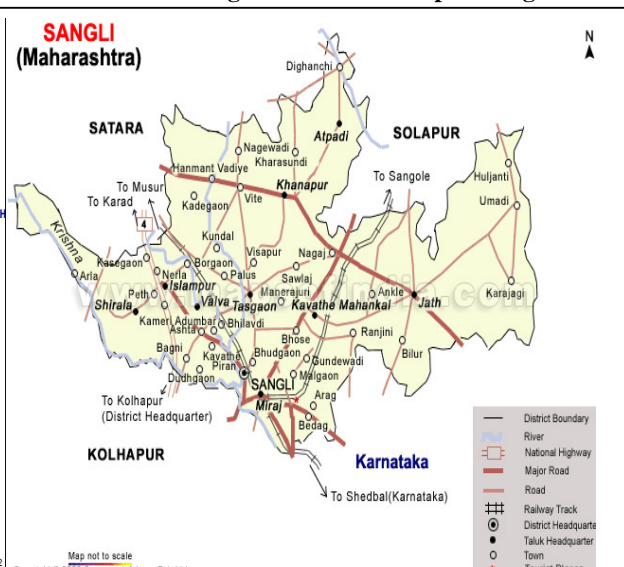 SANGLI
(Maharashtra)
N
Dighanchi
SATARA
Atpadi
SOLAPUR
Nagewadi
Kharasundi
Hanmant Vadiye
Khanapur
To Sangole
Huljanti
To Musur
To Karad
Kadegaon
Vite
Umadi
H
4
Krishna
Kundal
Visapur
Nagaj
Kasegaon
Borgaon
Arla
Nerla
Palus
Sawlaj
Islampur
Peth
Manerajuri
Ankle
Karajagi
Shirala
Valva
Tasgaon
Kavathe Mahankal
Jath
Kameri
Adumbar
Bhilavdi
Ashta
Ranjini
Bagni
Kavathe
Piran
Bhose
Bhudgaon
Gundewadi
Bilur
Dudhgaon
SANGLI
Malgaon
To Kolhapur
(District Headquarter)
Miraj
Arag
Bedag
KOLHAPUR
Karnataka
To Shedbal(Karnataka)
District Boundary
River
National Highway
Major Road
Road
Railway Track
District Headquarte
Taluk Headquarter
Town
Map not to scale